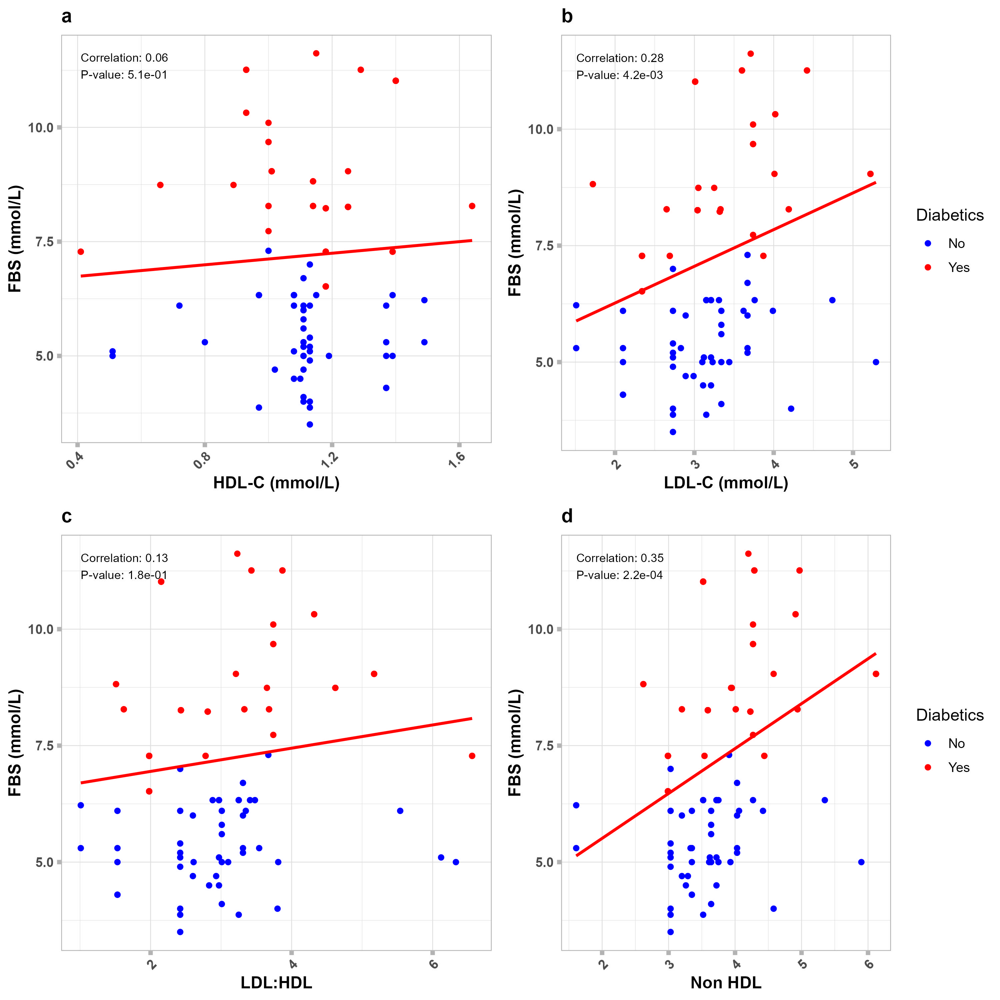 a
Correlation: 0.06
P-value: 5.1e-01
10.0
7.5
5.0
FBS (mmol/L)
0.4
0.8
1.2
1.6
HDL-C (mmol/L)
b
Correlation: 0.28
P-value: 4.2e-03
10.0
7.5
5.0
FBS (mmol/L)
2
3
4
5
LDL-C (mmol/L)
Diabetics
No
Yes
c
Correlation: 0.13
P-value: 1.8e-01
10.0
7.5
5.0
FBS (mmol/L)
2
4
6
LDL:HDL
d
Correlation: 0.35
P-value: 2.2e-04
10.0
7.5
5.0
FBS (mmol/L)
2
3
4
5
6
Non HDL
Diabetics
No
Yes